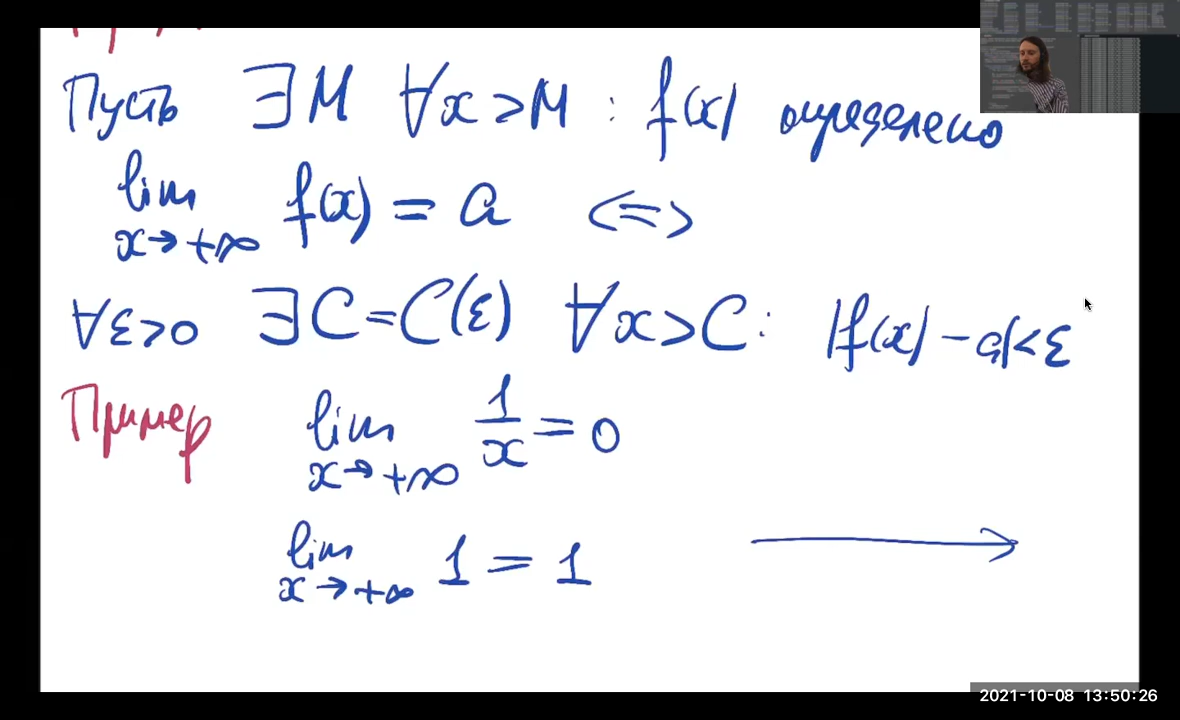 Пусть ∃M ∀x>M : f(x) определено
lim f(x) = a <=>
x→+∞
∀ε>0 ∃C=C(ε) ∀x>C: |f(x)-a|<ε
Пример lim 1/x = 0
x→+∞
lim 1 = 1
x→+∞
2021-10-08 13:50:26